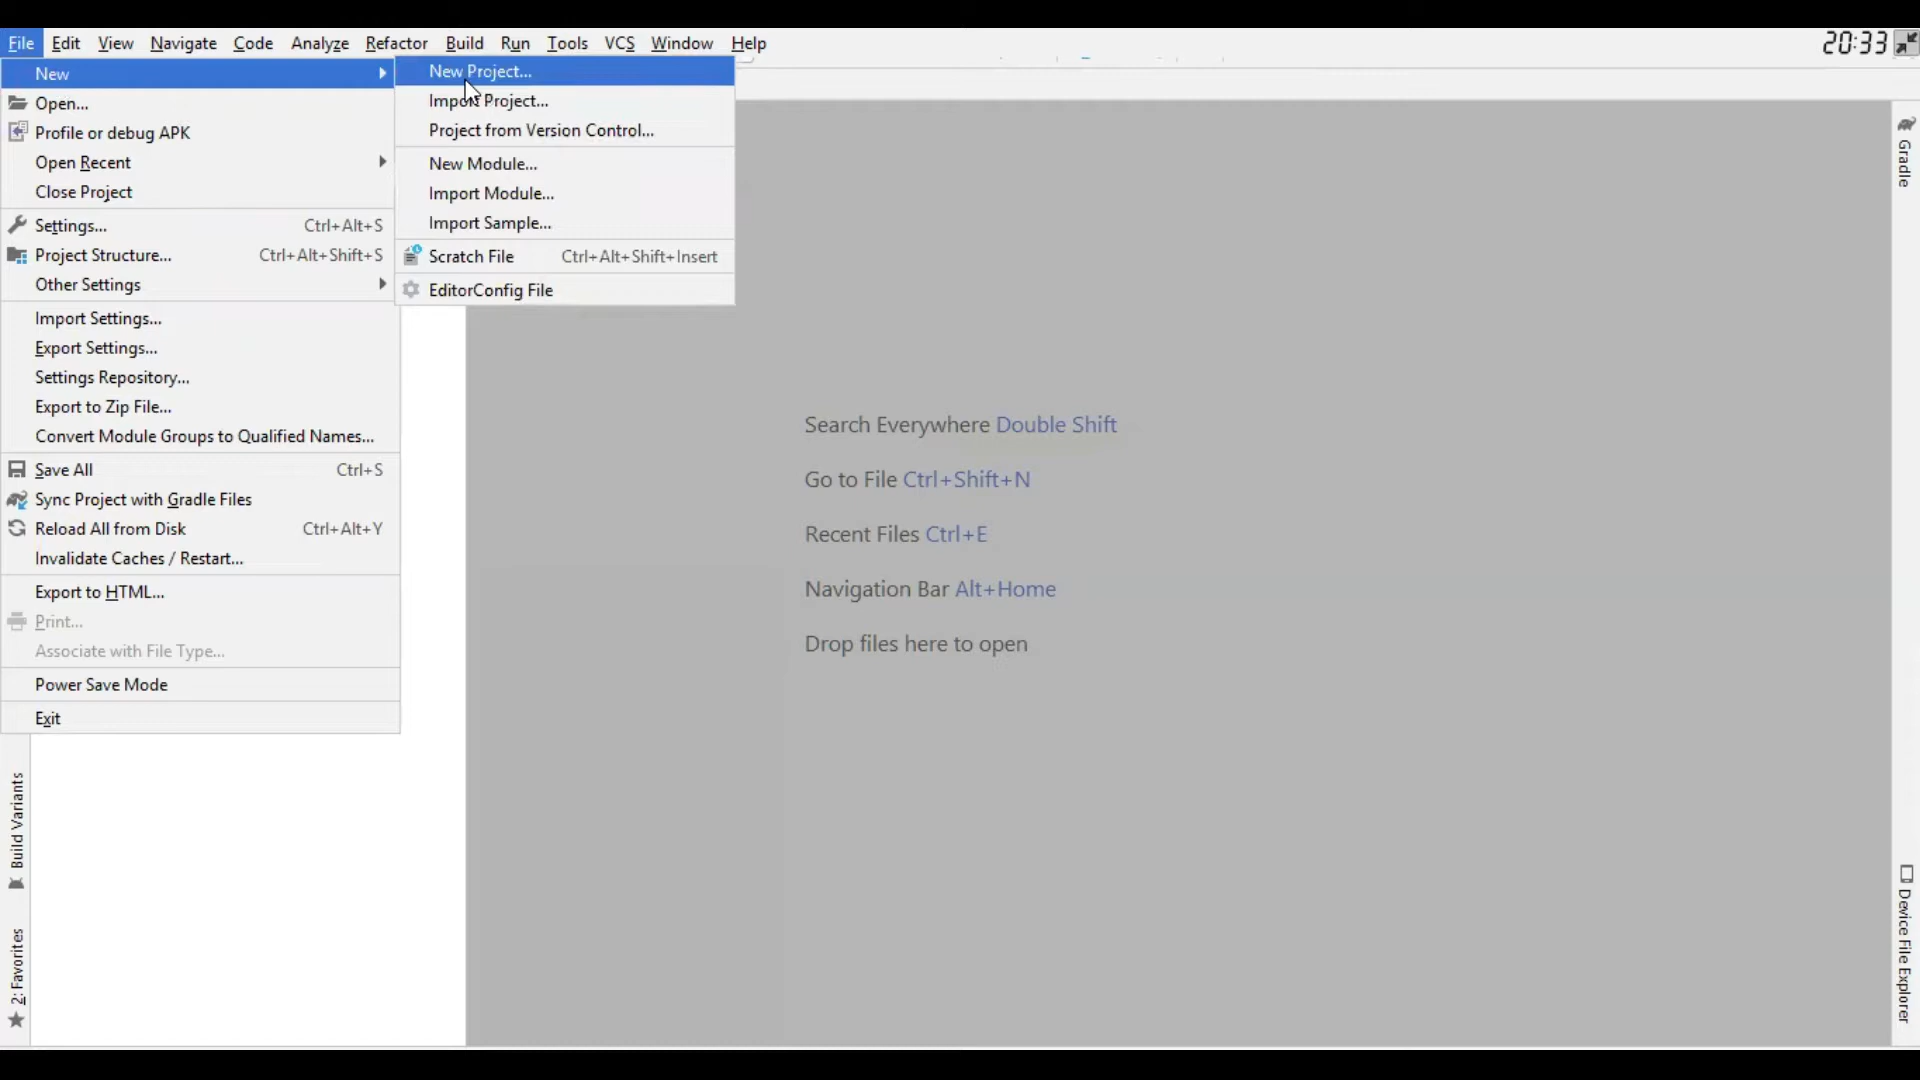 File Edit View Navigate Code Analyze Refactor Build Run Tools VCS Window Help 20:33
New
Open...
Profile or debug APK
Open Recent
Close Project
Settings... Ctrl+Alt+S
Project Structure... Ctrl+Alt+Shift+S
Other Settings
Import Settings...
Export Settings...
Settings Repository...
Export to Zip File...
Convert Module Groups to Qualified Names...
Save All Ctrl+S
Sync Project with Gradle Files
Reload All from Disk Ctrl+Alt+Y
Invalidate Caches / Restart...
Export to HTML...
Print...
Associate with File Type...
Power Save Mode
Exit
New Project...
Import Project...
Project from Version Control...
New Module...
Import Module...
Import Sample...
Scratch File Ctrl+Alt+Shift+Insert
EditorConfig File
Search Everywhere Double Shift
Go to File Ctrl+Shift+N
Recent Files Ctrl+E
Navigation Bar Alt+Home
Drop files here to open
Build Variants
2: Favorites
Gradle
Device File Explorer